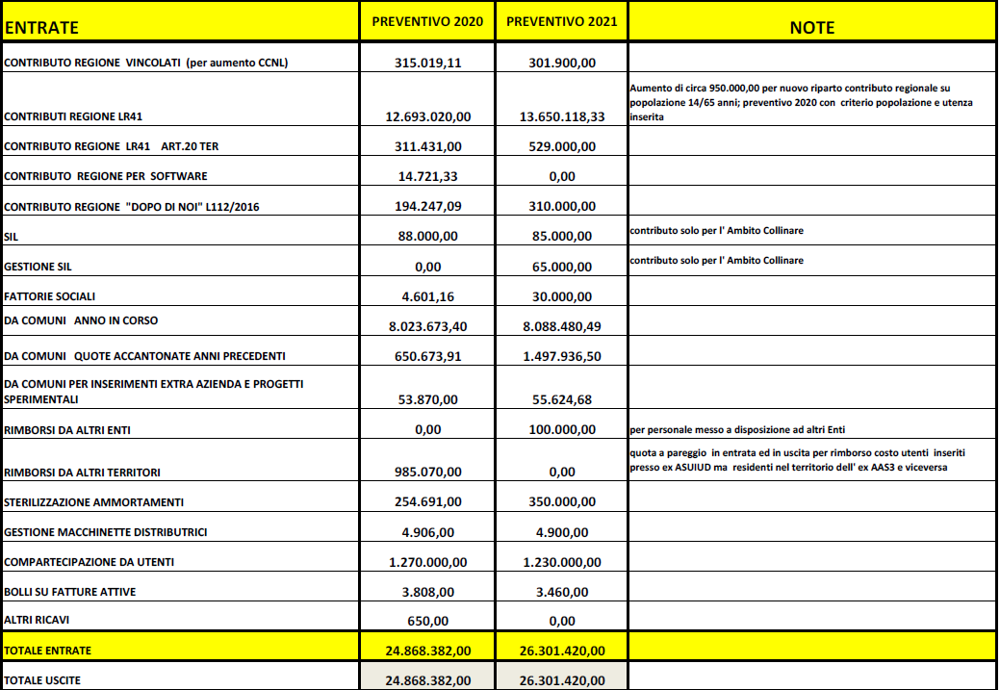 ENTRATE PREVENTIVO 2020 PREVENTIVO 2021 NOTE
CONTRIBUTO REGIONE VINCOLATI (per aumento CCNL) 315.019,11 301.900,00
Aumento di circa 950.000,00 per nuovo riparto contributo regionale su
popolazione 14/65 anni; preventivo 2020 con criterio popolazione e utenza
CONTRIBUTI REGIONE LR41 12.693.020,00 13.650.118,33 inserita
CONTRIBUTO REGIONE LR41 ART.20 TER 311.431,00 529.000,00
CONTRIBUTO REGIONE PER SOFTWARE 14.721,33 0,00
CONTRIBUTO REGIONE "DOPO DI NOI" L112/2016 194.247,09 310.000,00
SIL 88.000,00 85.000,00 contributo solo per l' Ambito Collinare
GESTIONE SIL 0,00 65.000,00 contributo solo per l' Ambito Collinare
FATTORIE SOCIALI 4.601,16 30.000,00
DA COMUNI ANNO IN CORSO 8.023.673,40 8.088.480,49
DA COMUNI QUOTE ACCANTONATE ANNI PRECEDENTI 650.673,91 1.497.936,50
DA COMUNI PER INSERIMENTI EXTRA AZIENDA E PROGETTI
SPERIMENTALI 53.870,00 55.624,68
RIMBORSI DA ALTRI ENTI 0,00 100.000,00 per personale messo a disposizione ad altri Enti
quota a pareggio in entrata ed in uscita per rimborso costo utenti inseriti
presso ex ASUIUD ma residenti nel territorio dell' ex AAS3 e viceversa
RIMBORSI DA ALTRI TERRITORI 985.070,00 0,00
STERILIZZAZIONE AMMORTAMENTI 254.691,00 350.000,00
GESTIONE MACCHINETTE DISTRIBUTRICI 4.906,00 4.900,00
COMPARTECIPAZIONE DA UTENTI 1.270.000,00 1.230.000,00
BOLLI SU FATTURE ATTIVE 3.808,00 3.460,00
ALTRI RICAVI 650,00 0,00
TOTALE ENTRATE 24.868.382,00 26.301.420,00
TOTALE USCITE 24.868.382,00 26.301.420,00